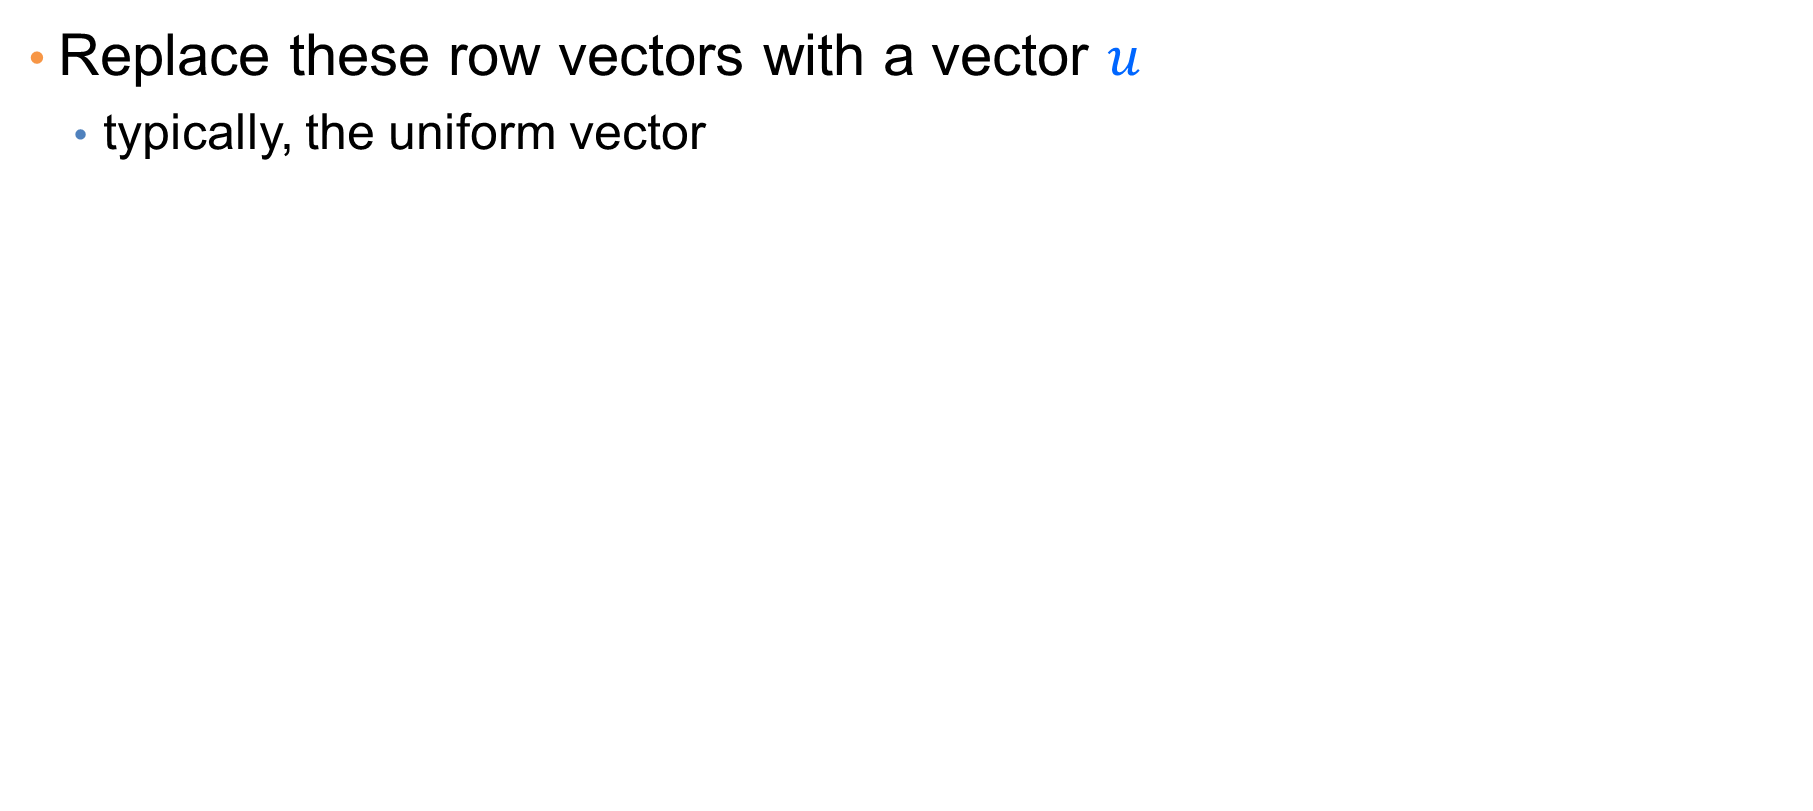 • Replace these row vectors with a vector 𝑢
• typically, the uniform vector